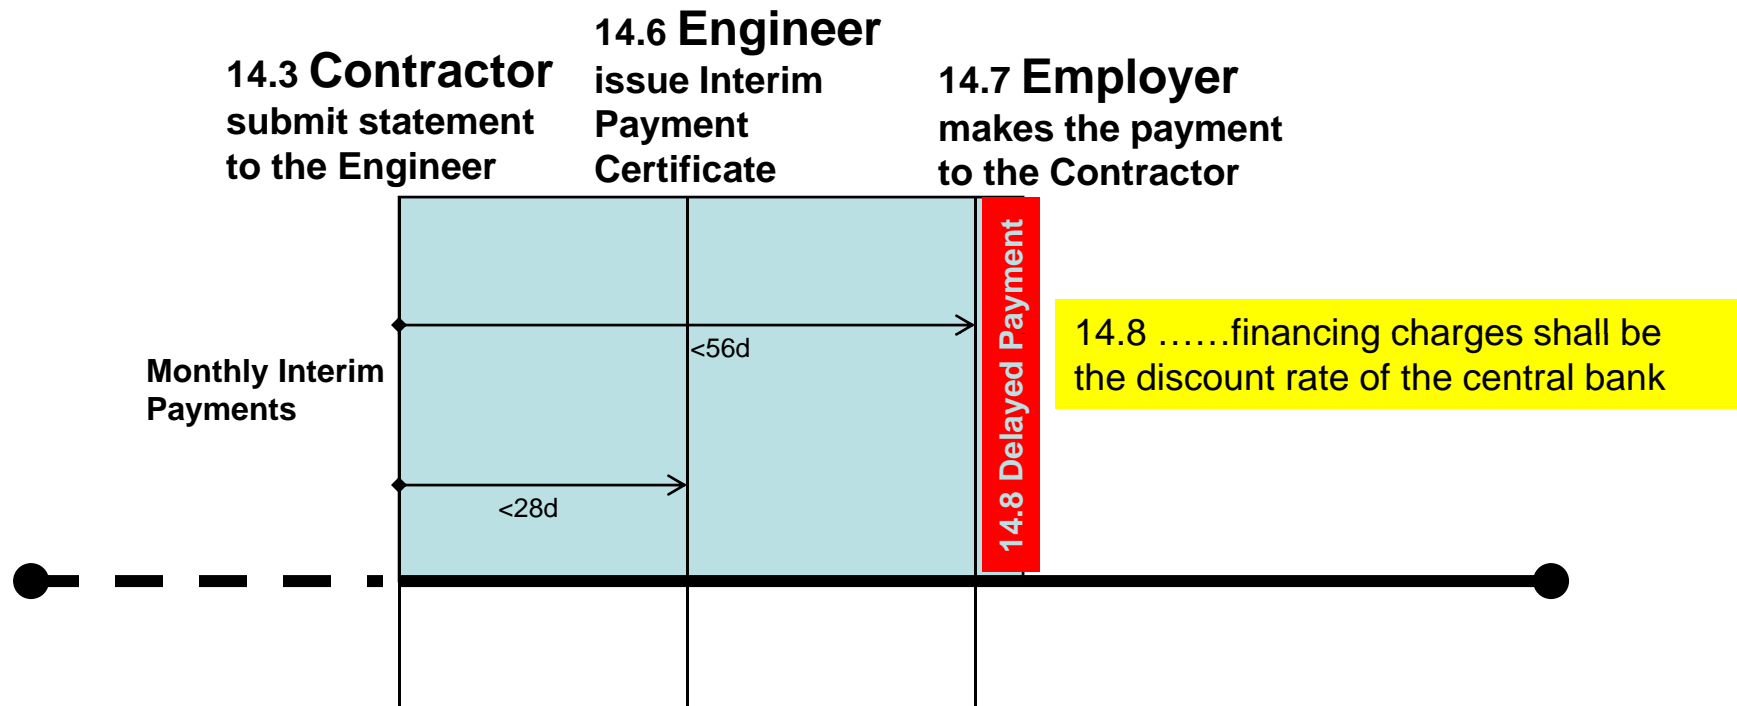 14.3 Contractor
submit statement
to the Engineer
14.6 Engineer
issue Interim
Payment
Certificate
14.7 Employer
makes the payment
to the Contractor
Monthly Interim
Payments
<56d
<28d
14.8 Delayed Payment
14.8 ……financing charges shall be
the discount rate of the central bank